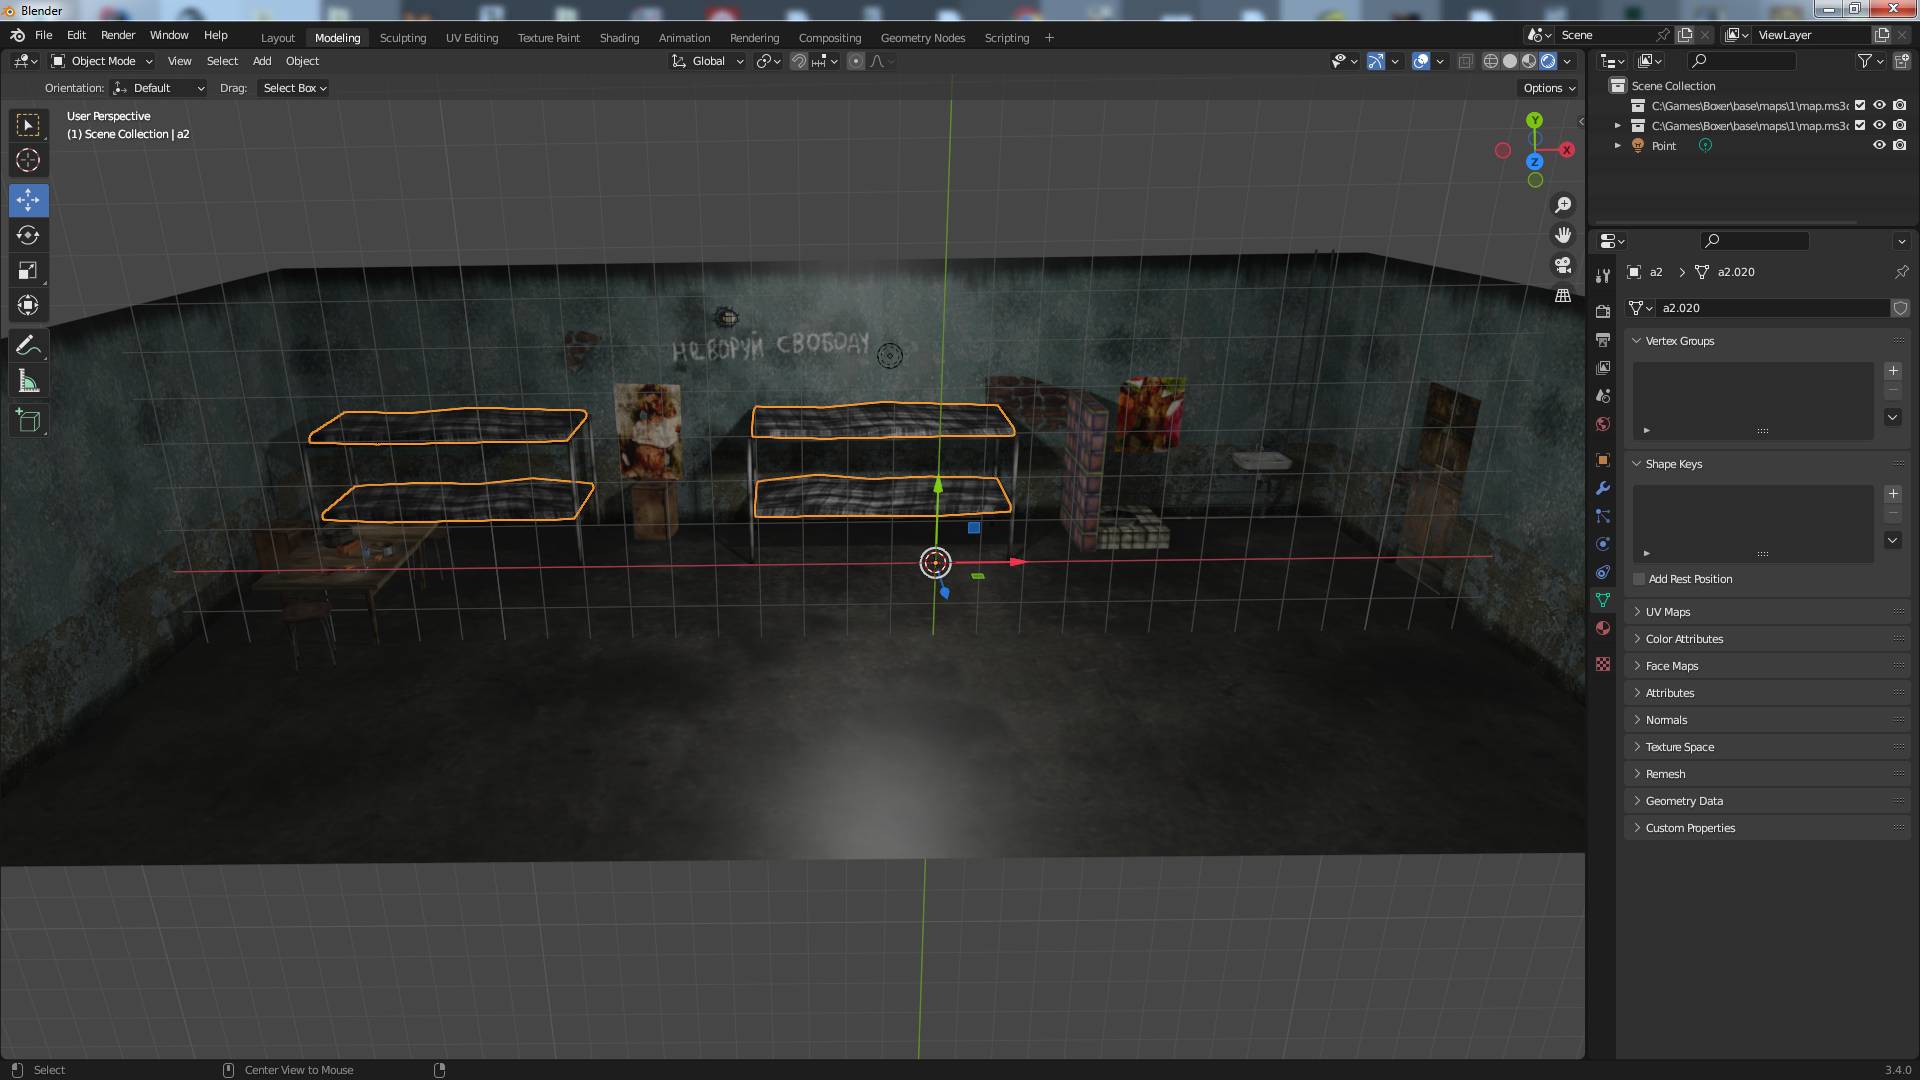 Blender
File Edit Render Window Help
Layout Modeling Sculpting UV Editing Texture Paint Shading Animation Rendering Compositing Geometry Nodes Scripting +
Scene
ViewLayer
Object Mode View Select Add Object
Global
Orientation: Default Drag: Select Box
Options
User Perspective
(1) Scene Collection | a2
Y
X
Z
НЕ ВОРУЙ СВОБОДУ
Scene Collection
C:\Games\Boxer\base\maps\1\map.ms3d
C:\Games\Boxer\base\maps\1\map.ms3d
Point
a2 > a2.020
a2.020
Vertex Groups
Shape Keys
Add Rest Position
UV Maps
Color Attributes
Face Maps
Attributes
Normals
Texture Space
Remesh
Geometry Data
Custom Properties
Select
Center View to Mouse
3.4.0